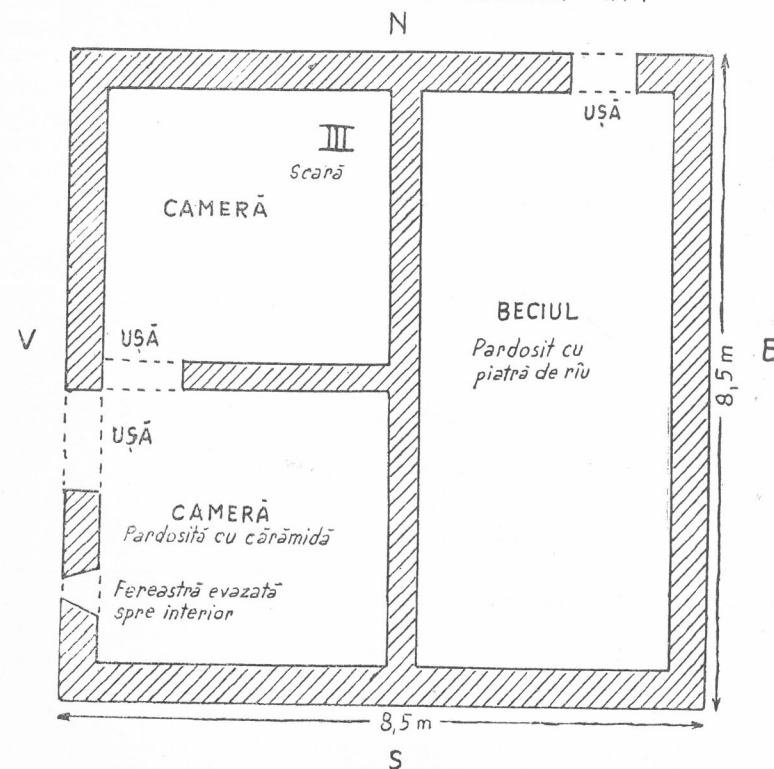 N
UȘĂ
Scară
CAMERĂ
BECIUL
Pardosit cu
piatră de rîu
V
E
UȘĂ
8,5 m
UȘĂ
CAMERĂ
Pardosită cu cărămidă
Fereastră evazată
spre interior
8,5 m
S